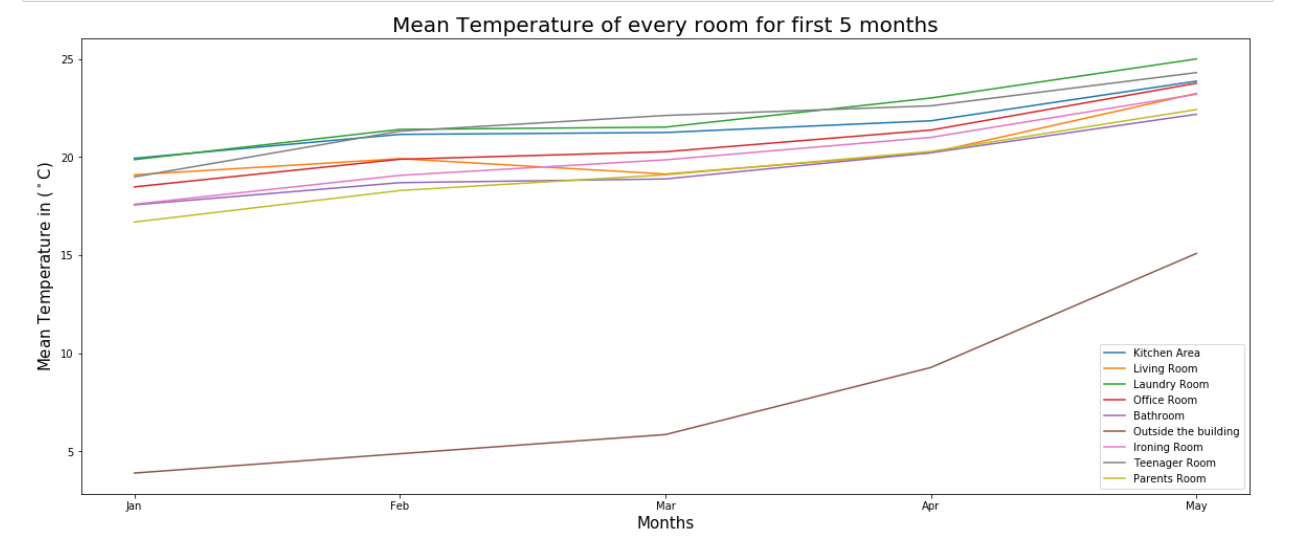 Mean Temperature of every room for first 5 months
Mean Temperature in (°C)
25
20
15
10
5
Jan
Feb
Mar
Apr
May
Months
Kitchen Area
Living Room
Laundry Room
Office Room
Bathroom
Outside the building
Ironing Room
Teenager Room
Parents Room